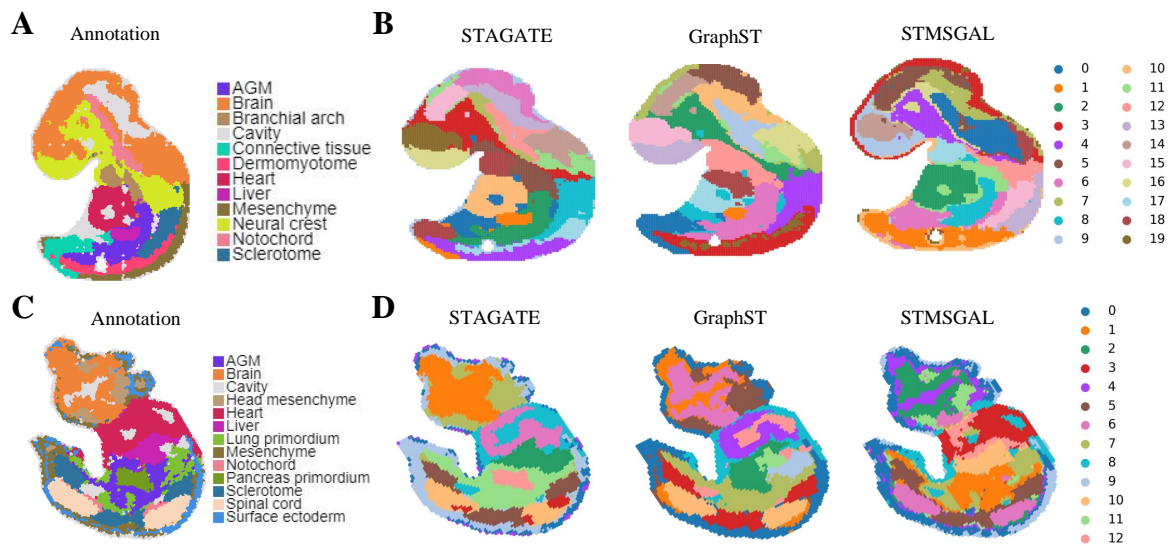 A
Annotation
AGM
Brain
Branchial arch
Cavity
Connective tissue
Dermomyotome
Heart
Liver
Mesenchyme
Neural crest
Notochord
Sclerotome
B
STAGATE
GraphST
STMSGAL
0
1
2
3
4
5
6
7
8
9
10
11
12
13
14
15
16
17
18
19
C
Annotation
AGM
Brain
Cavity
Head mesenchyme
Heart
Liver
Lung primordium
Mesenchyme
Notochord
Pancreas primordium
Sclerotome
Spinal cord
Surface ectoderm
D
STAGATE
GraphST
STMSGAL
0
1
2
3
4
5
6
7
8
9
10
11
12